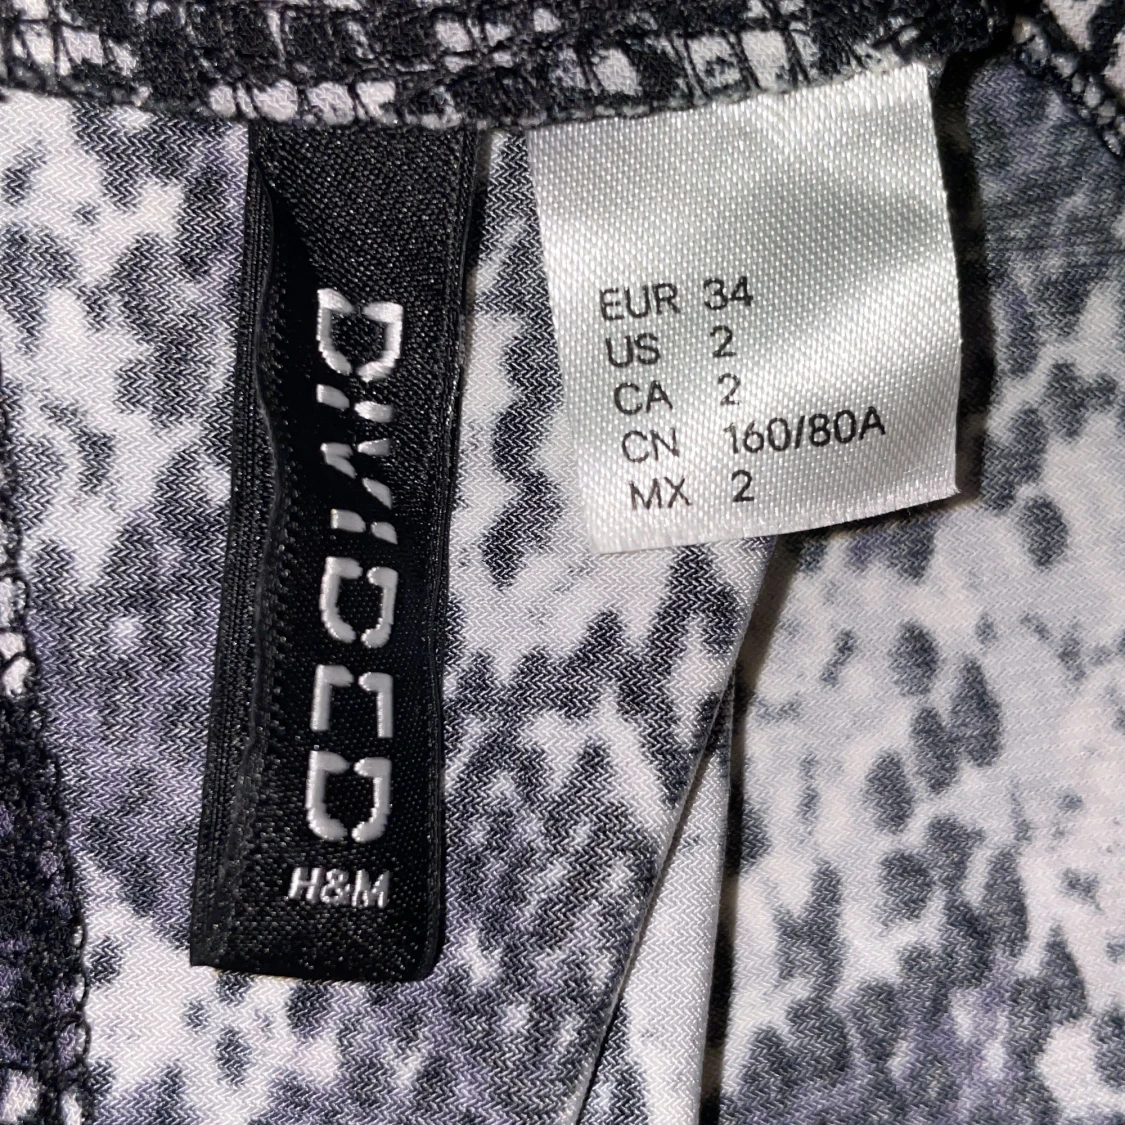 DIVIDED
H&M
EUR 34
US 2
CA 2
CN 160/80A
MX 2